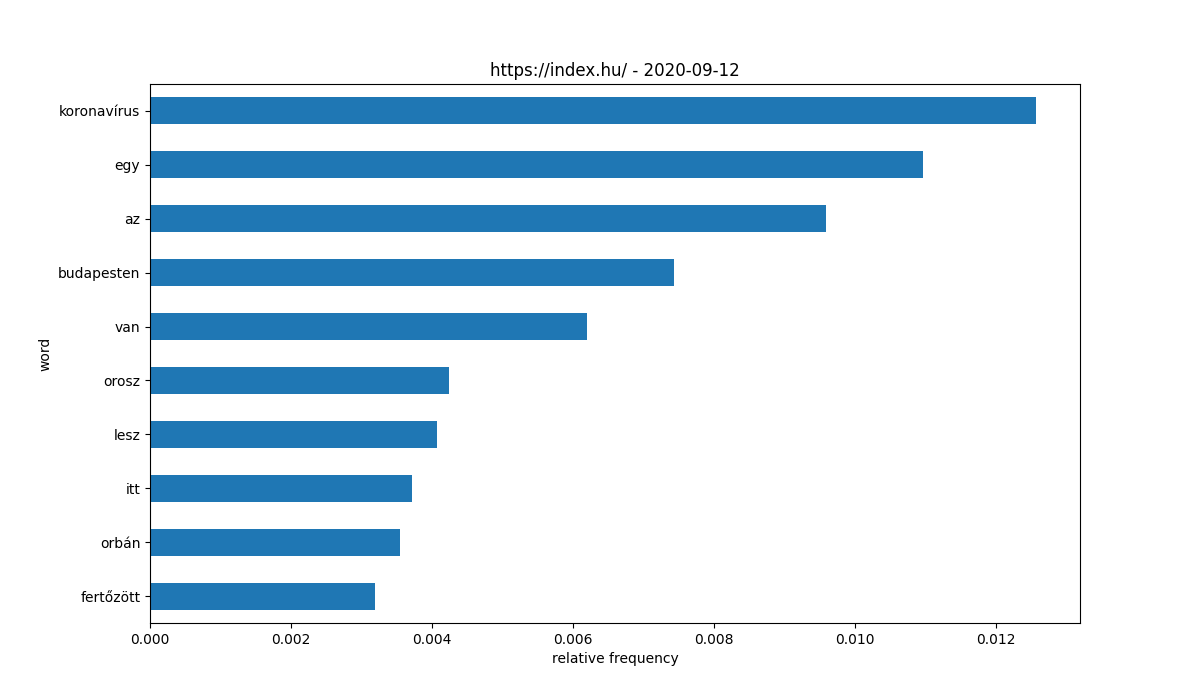 https://index.hu/ - 2020-09-12
koronavírus
egy
az
budapesten
van
orosz
lesz
itt
orbán
fertőzött
word
0.000 0.002 0.004 0.006 0.008 0.010 0.012
relative frequency